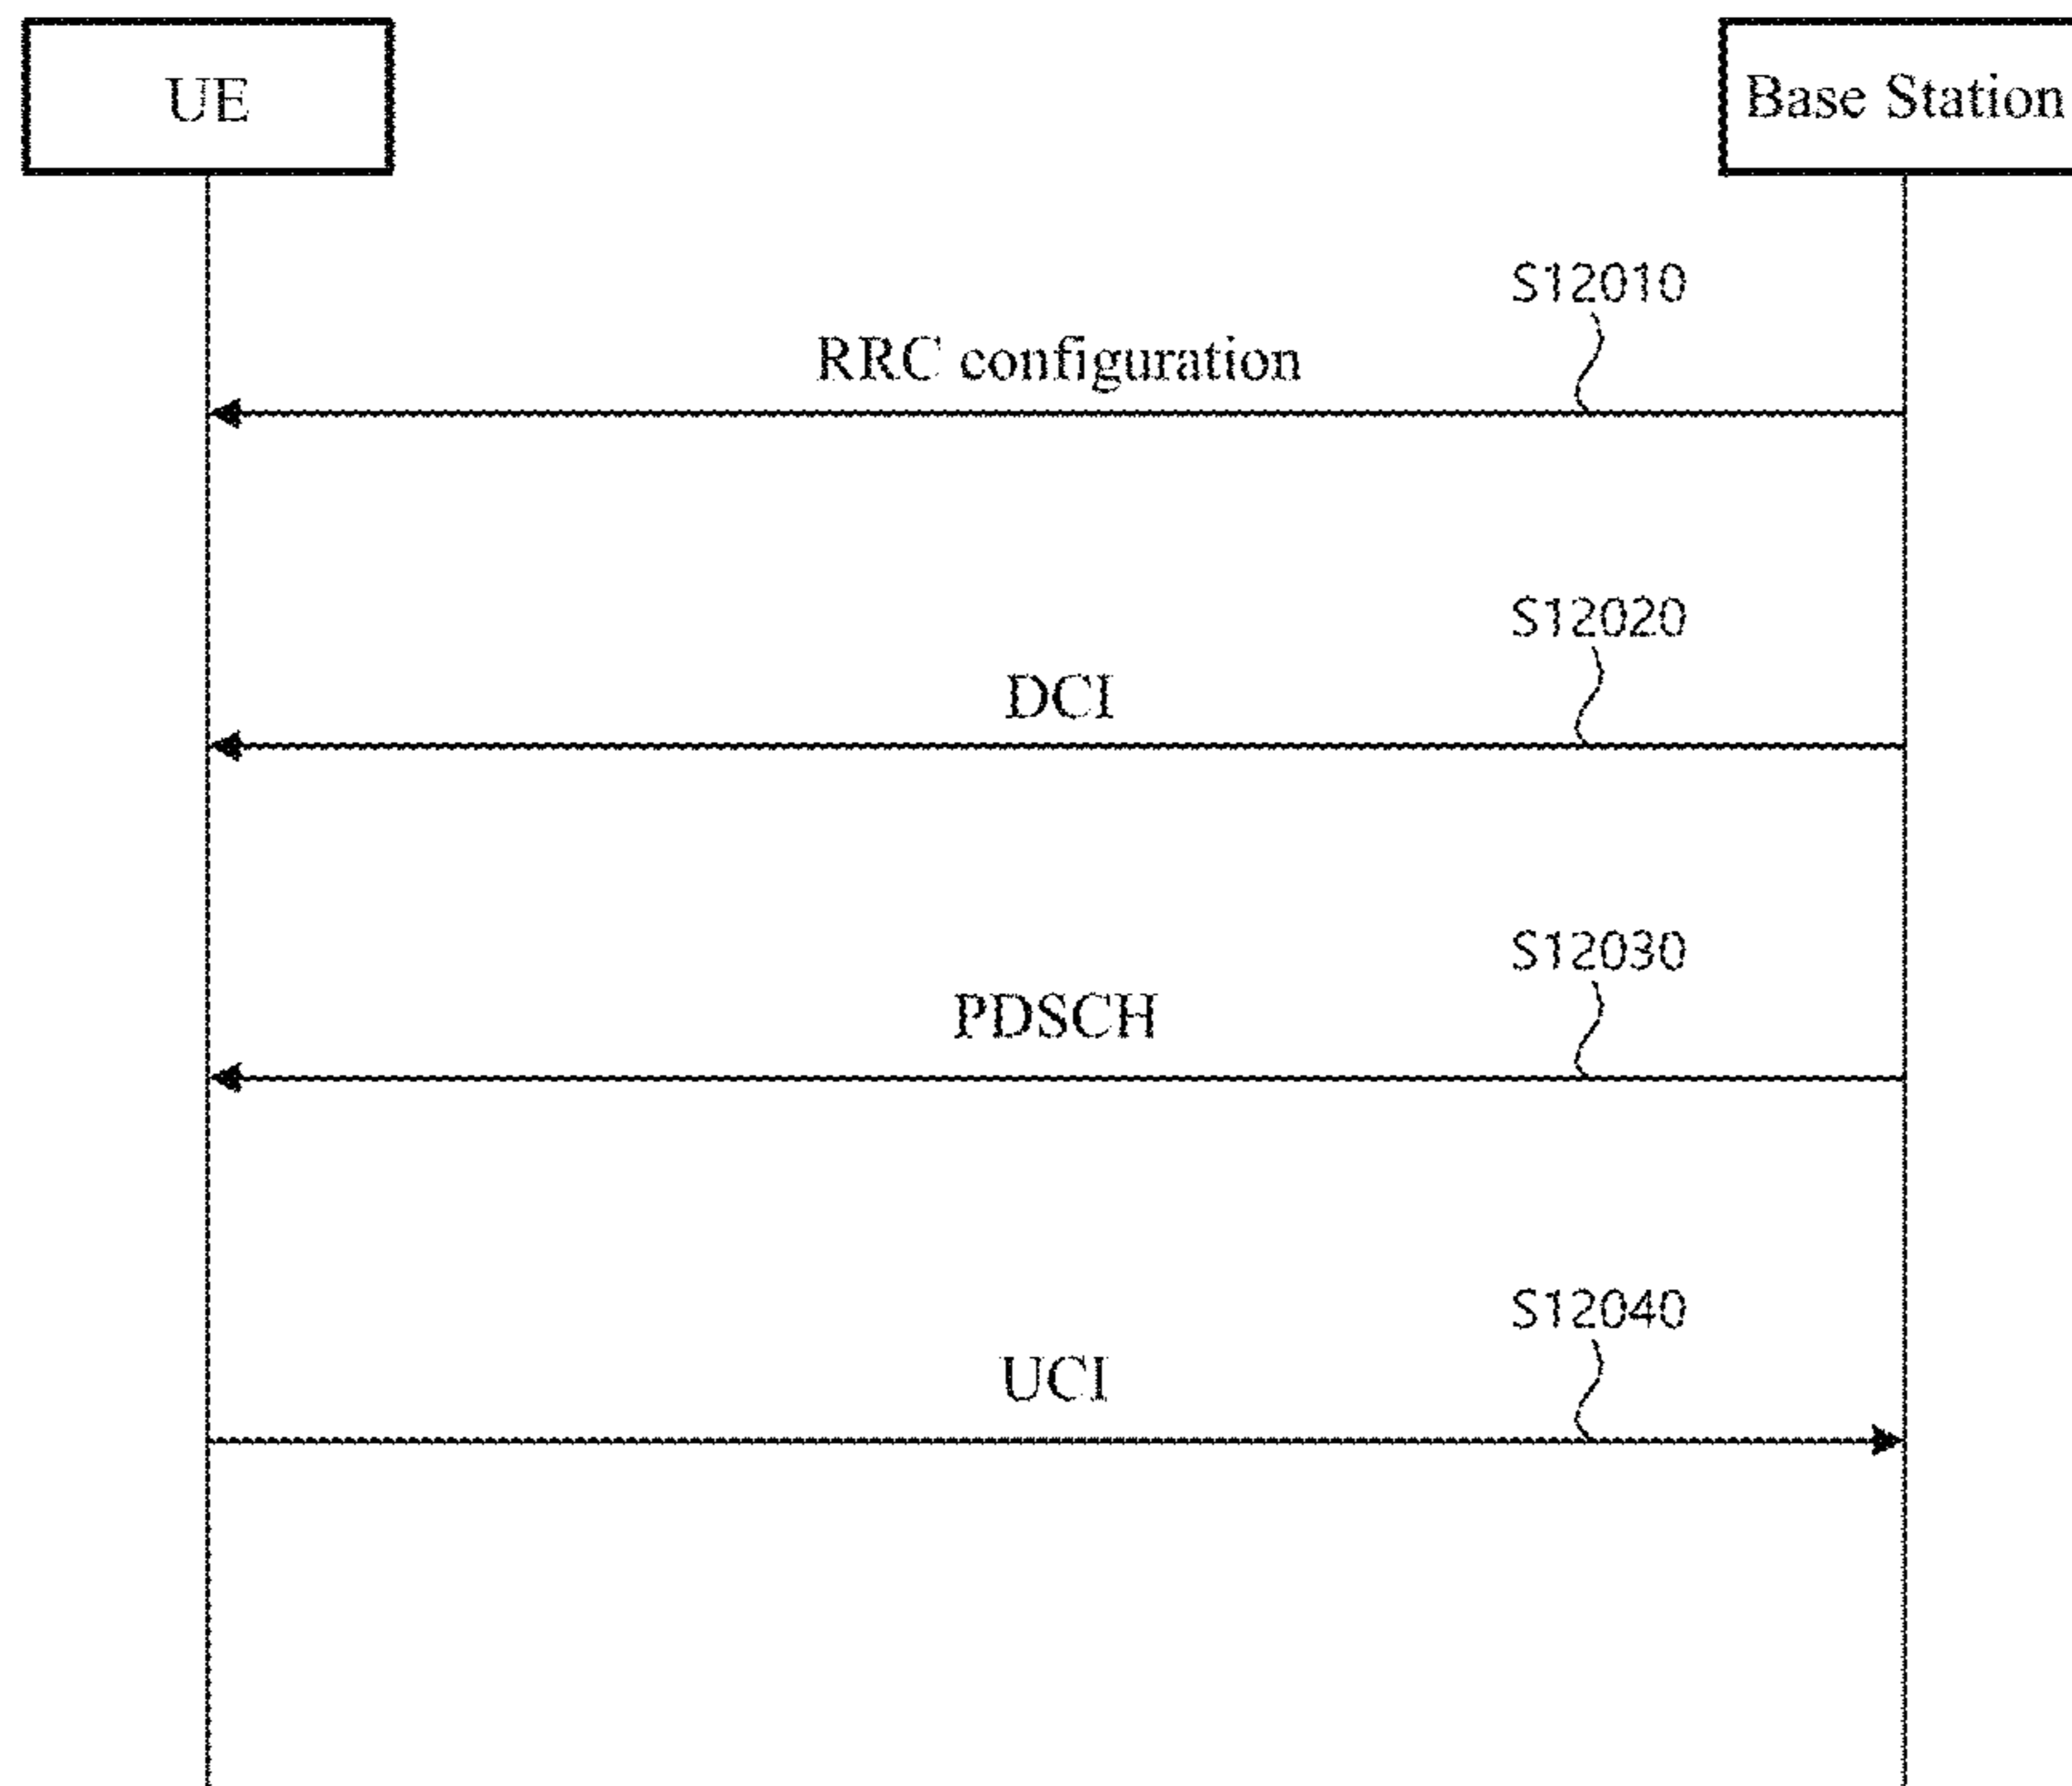 UE
Base Station
S12010
RRC configuration
S12020
DCI
S12030
PDSCH
S12040
UCI